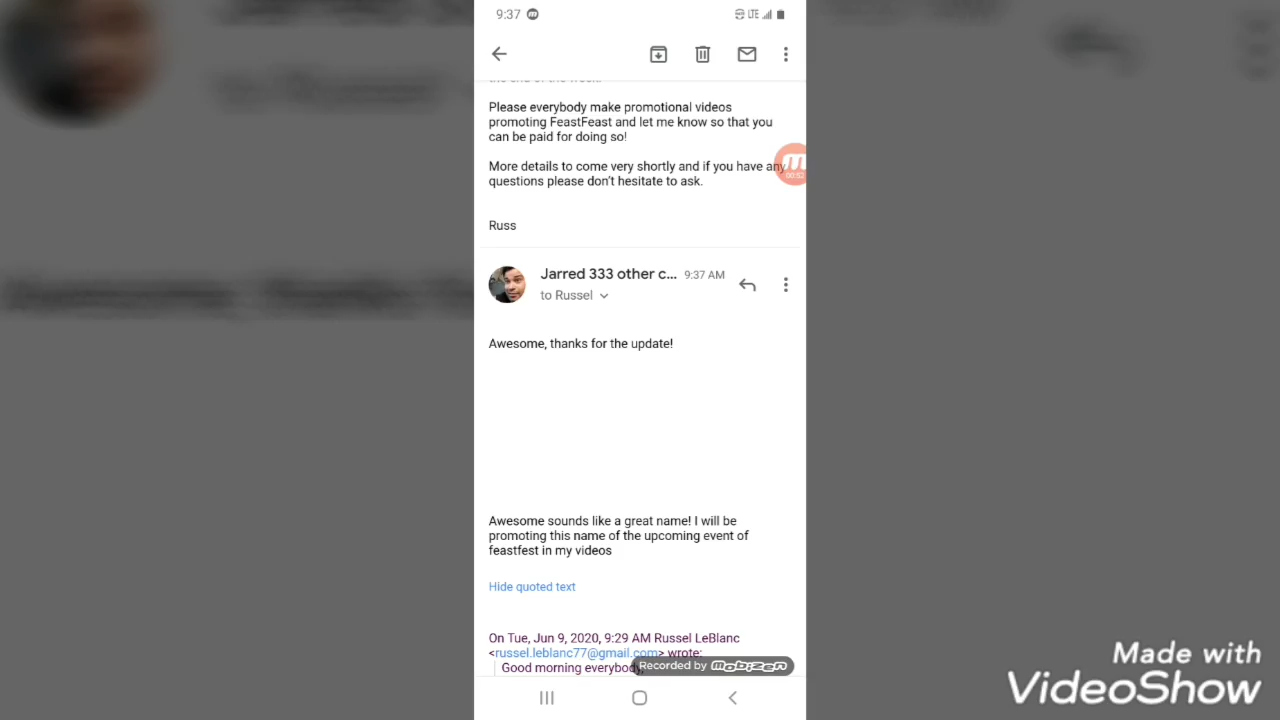 9:37
LTE
Please everybody make promotional videos
promoting FeastFeast and let me know so that you
can be paid for doing so!
More details to come very shortly and if you have any
questions please don't hesitate to ask.
00:52
Russ
Jarred 333 other c... 9:37 AM
to Russel
Awesome, thanks for the update!
Awesome sounds like a great name! I will be
promoting this name of the upcoming event of
feastfest in my videos
Hide quoted text
On Tue, Jun 9, 2020, 9:29 AM Russel LeBlanc
<russel.leblanc77@gmail.com> wrote:
Good morning everybody,
Recorded by mobizen
Made with
VideoShow